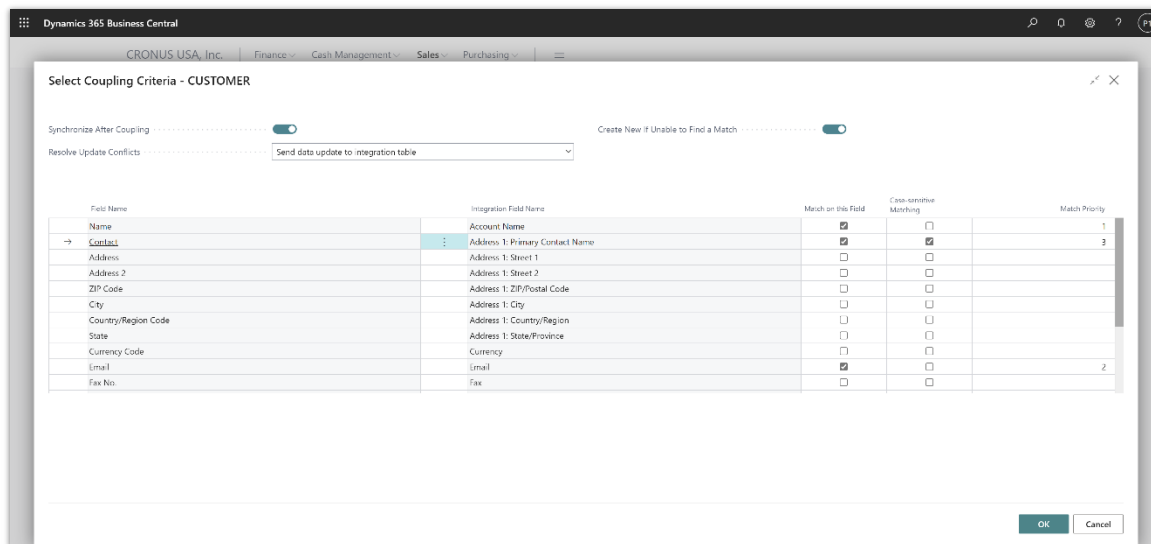 Dynamics 365 Business Central
?
CRONUS USA, Inc. Finance Cash Management Sales Purchasing
Select Coupling Criteria - CUSTOMER
Synchronize After Coupling Create New If Unable to Find a Match
Resolve Update Conflicts Send data update to integration table
Field Name Integration Field Name Match on this Field Case-sensitive Matching Match Priority
Name Account Name 1
Contact Address 1: Primary Contact Name 3
Address Address 1: Street 1
Address 2 Address 1: Street 2
ZIP Code Address 1: ZIP/Postal Code
City Address 1: City
Country/Region Code Address 1: Country/Region
State Address 1: State/Province
Currency Code Currency
Email Email 2
Fax No. Fax
OK Cancel